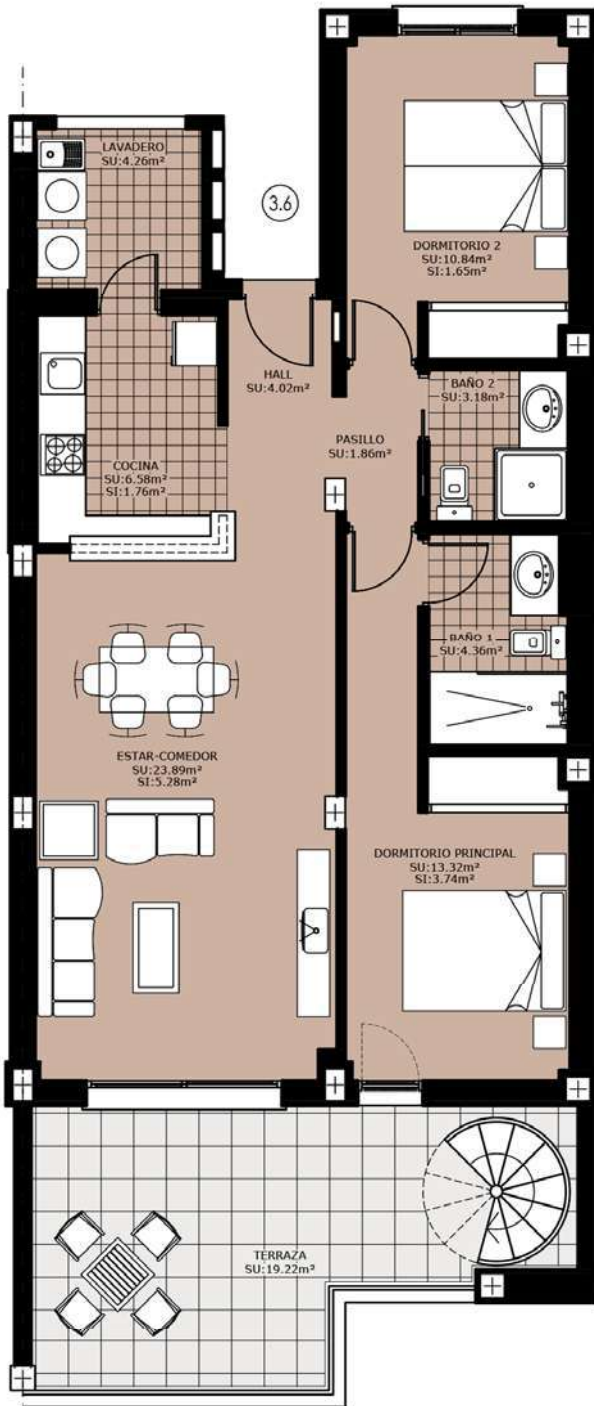 LAVADERO
SU:4.26m²
3.6
DORMITORIO 2
SU:10.84m²
SI:1.65m²
HALL
SU:4.02m²
BAÑO 2
SU:3.18m²
PASILLO
SU:1.86m²
COCINA
SU:6.58m²
SI:1.76m²
BAÑO 1
SU:4.36m²
ESTAR-COMEDOR
SU:23.89m²
SI:5.28m²
DORMITORIO PRINCIPAL
SU:13.32m²
SI:3.74m²
TERRAZA
SU:19.22m²